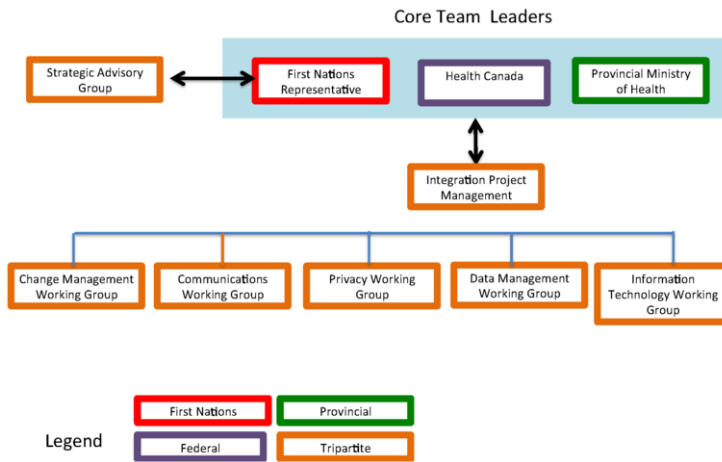 Core Team Leaders
Strategic Advisory
Group
First Nations
Representative
Health Canada
Provincial Ministry
of Health
Integration Project
Management
Change Management
Working Group
Communications
Working Group
Privacy Working
Group
Data Management
Working Group
Information
Technology Working
Group
Legend
First Nations
Provincial
Federal
Tripartite